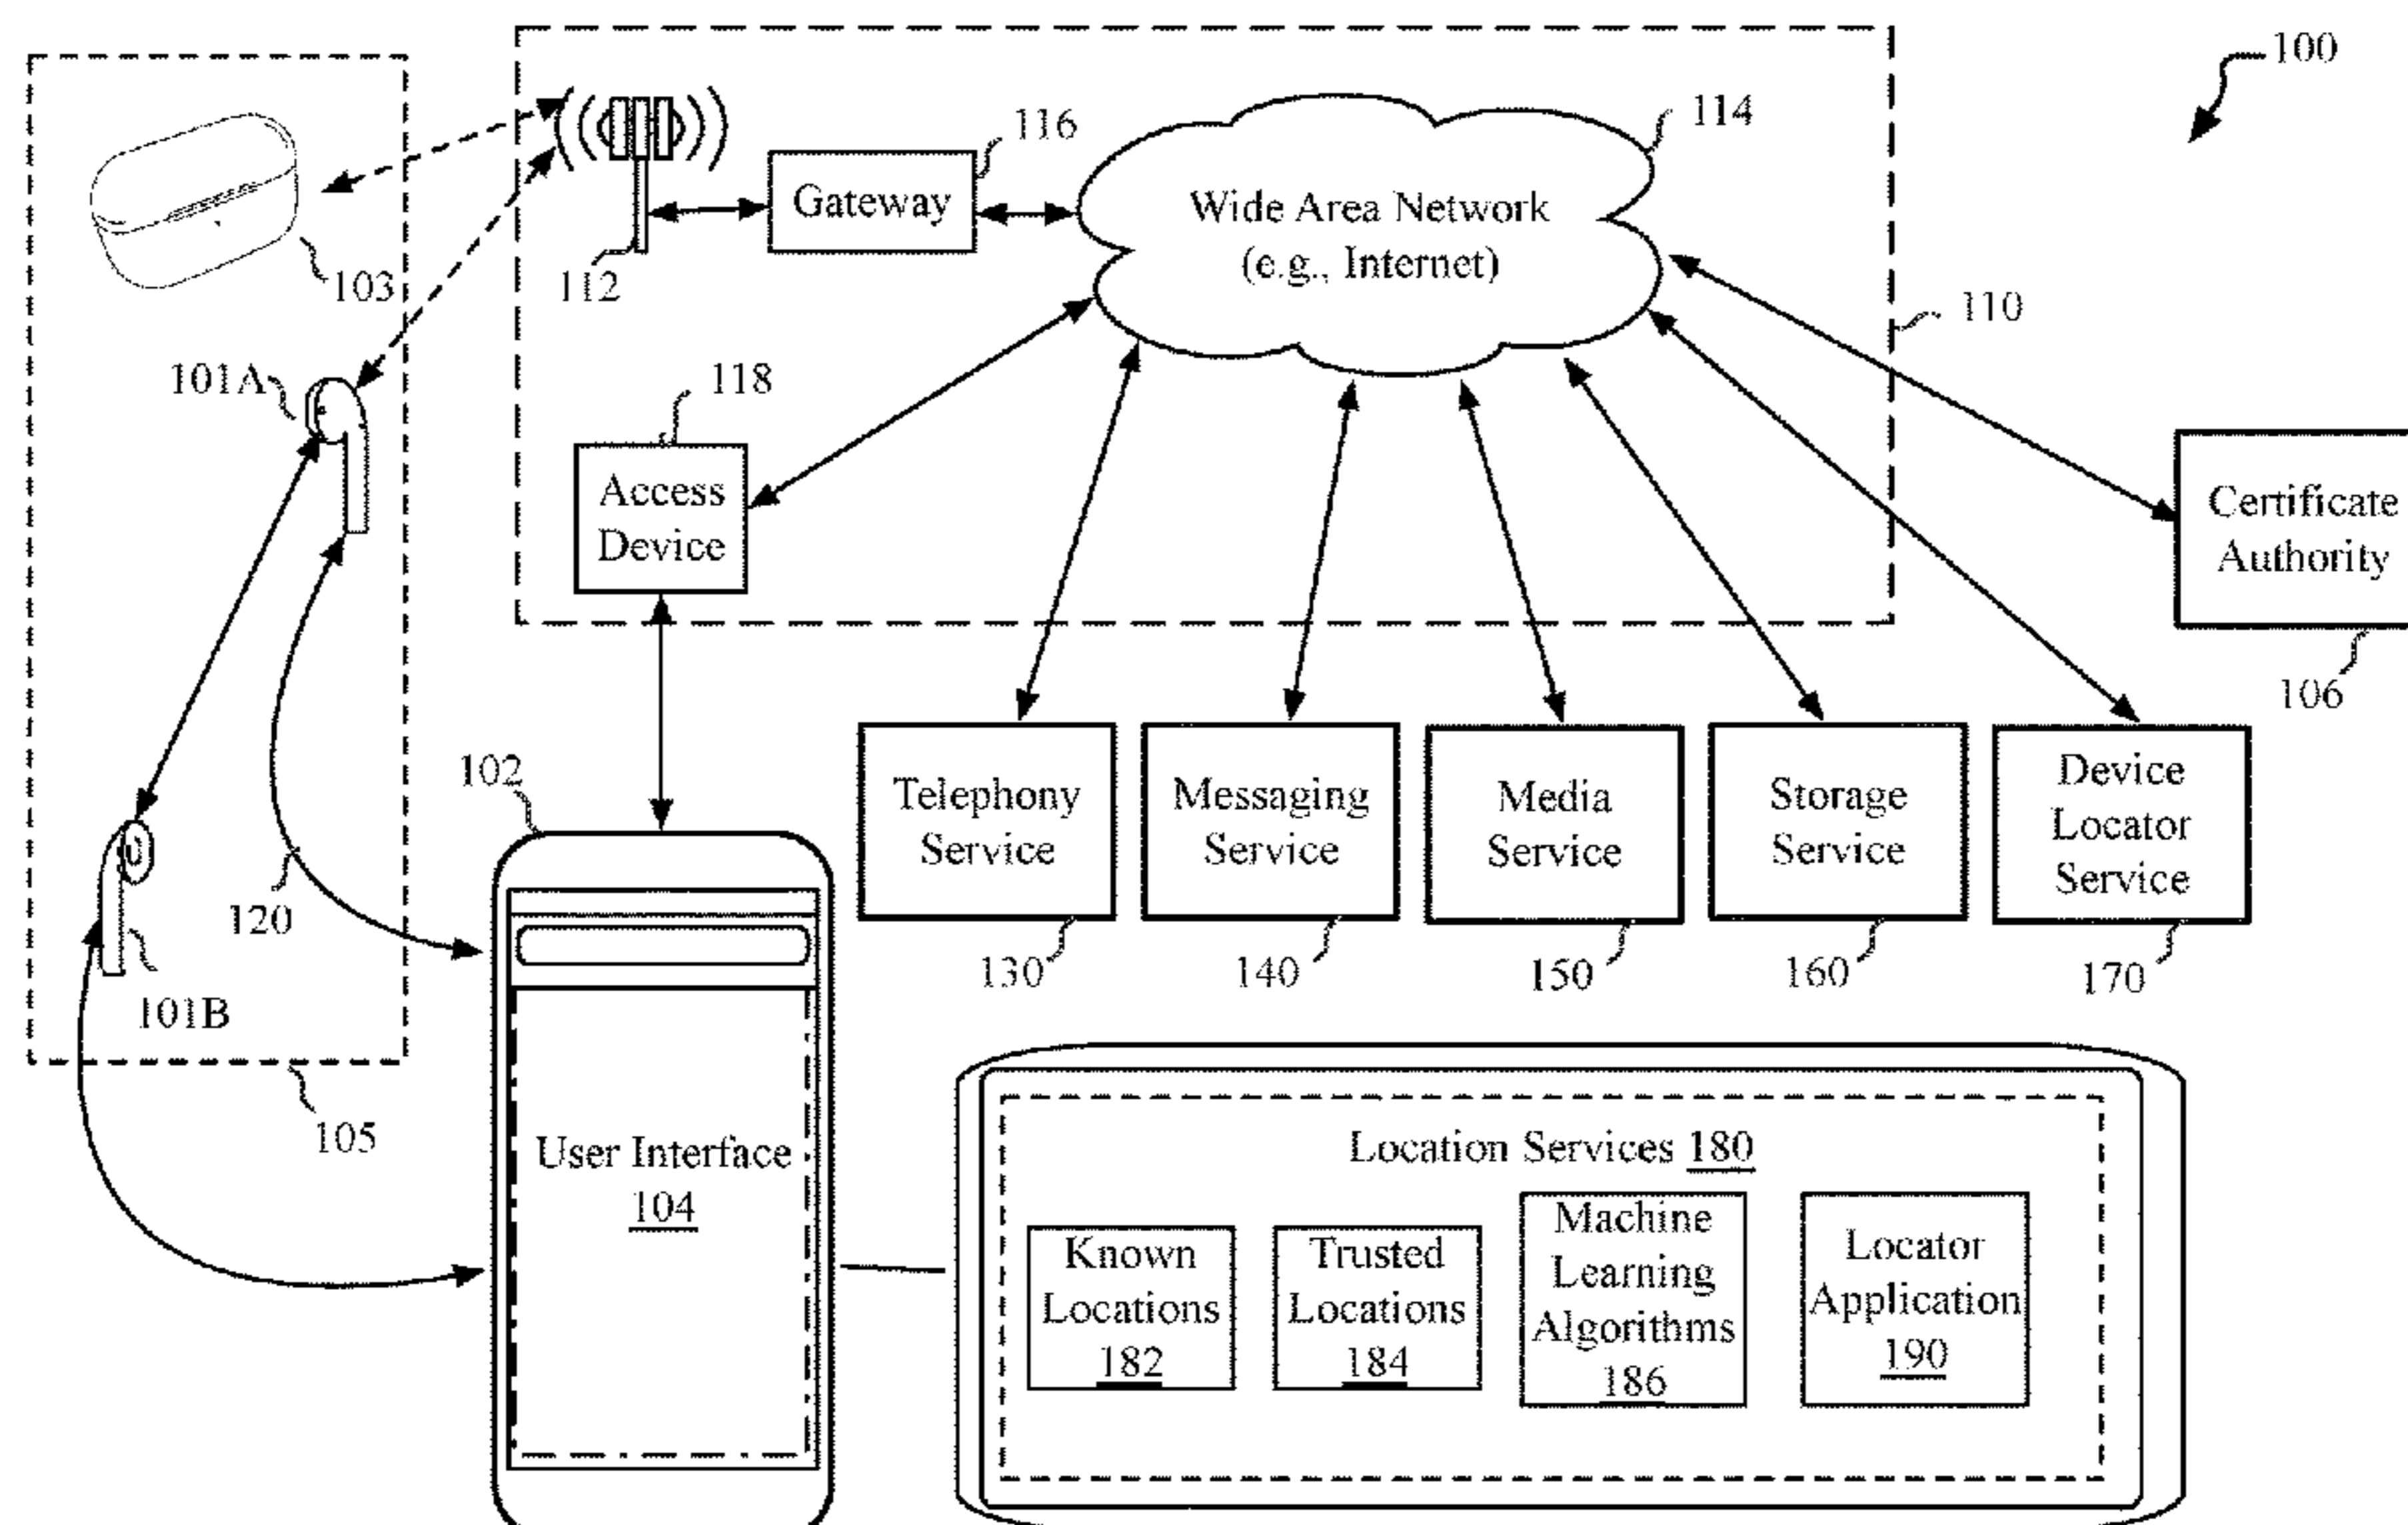 100
114
116
Gateway
Wide Area Network
(e.g., Internet)
112
103
110
101A
118
Access
Device
Certificate
Authority
106
102
Telephony
Service
Messaging
Service
Media
Service
Storage
Service
Device
Locator
Service
120
130
140
150
160
170
101B
105
User Interface
104
Location Services 180
Known
Locations
182
Trusted
Locations
184
Machine
Learning
Algorithms
186
Locator
Application
190